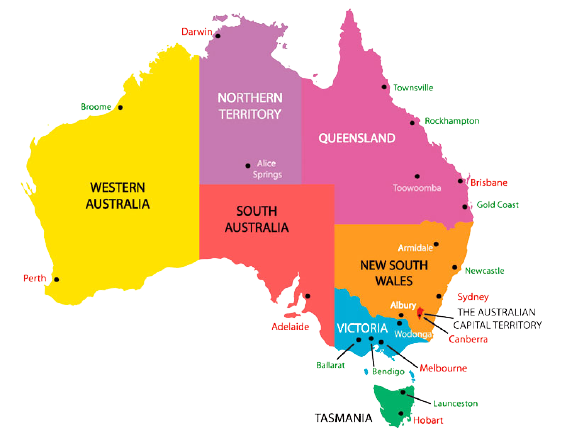 Darwin
NORTHERN
TERRITORY
Townsville
Broome
Rockhampton
QUEENSLAND
Alice
Springs
WESTERN
AUSTRALIA
Toowoomba
Brisbane
Gold Coast
SOUTH
AUSTRALIA
Armidale
NEW SOUTH
WALES
Newcastle
Perth
Sydney
Albury
THE AUSTRALIAN
CAPITAL TERRITORY
Adelaide
VICTORIA
Wodonga
Canberra
Ballarat
Bendigo
Melbourne
Launceston
TASMANIA
Hobart